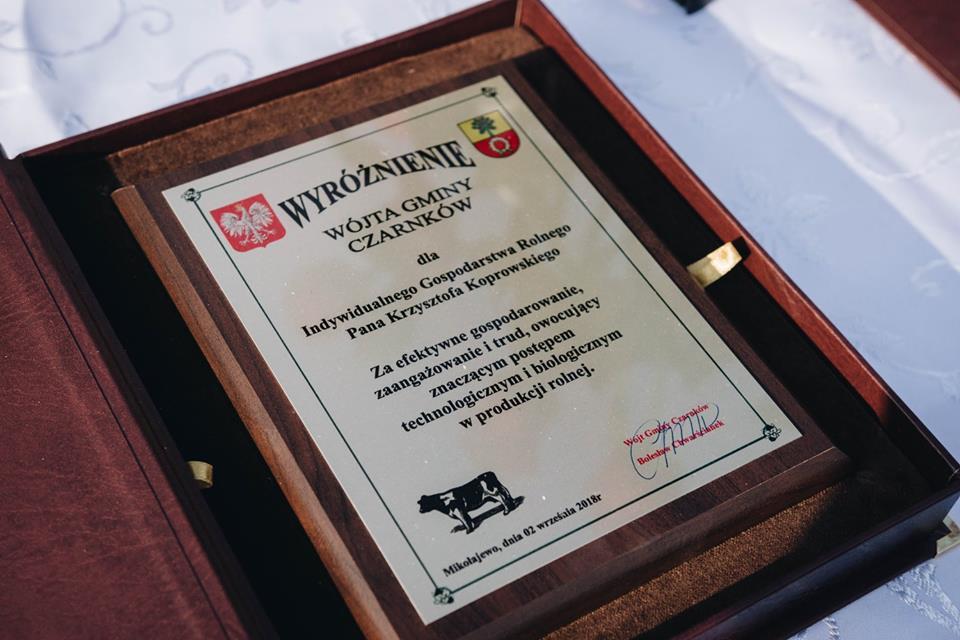 WYRÓŻNIENIE
WÓJTA GMINY
CZARNKÓW
dla
Indywidualnego Gospodarstwa Rolnego
Pana Krzysztofa Koprowskiego
Za efektywne gospodarowanie,
zaangażowanie i trud, owocujący
znaczącym postępem
technologicznym i biologicznym
w produkcji rolnej.
Wójt Gminy Czarnków
Bolesław Chwarścianek
Mikołajewo, dnia 02 września 2018r